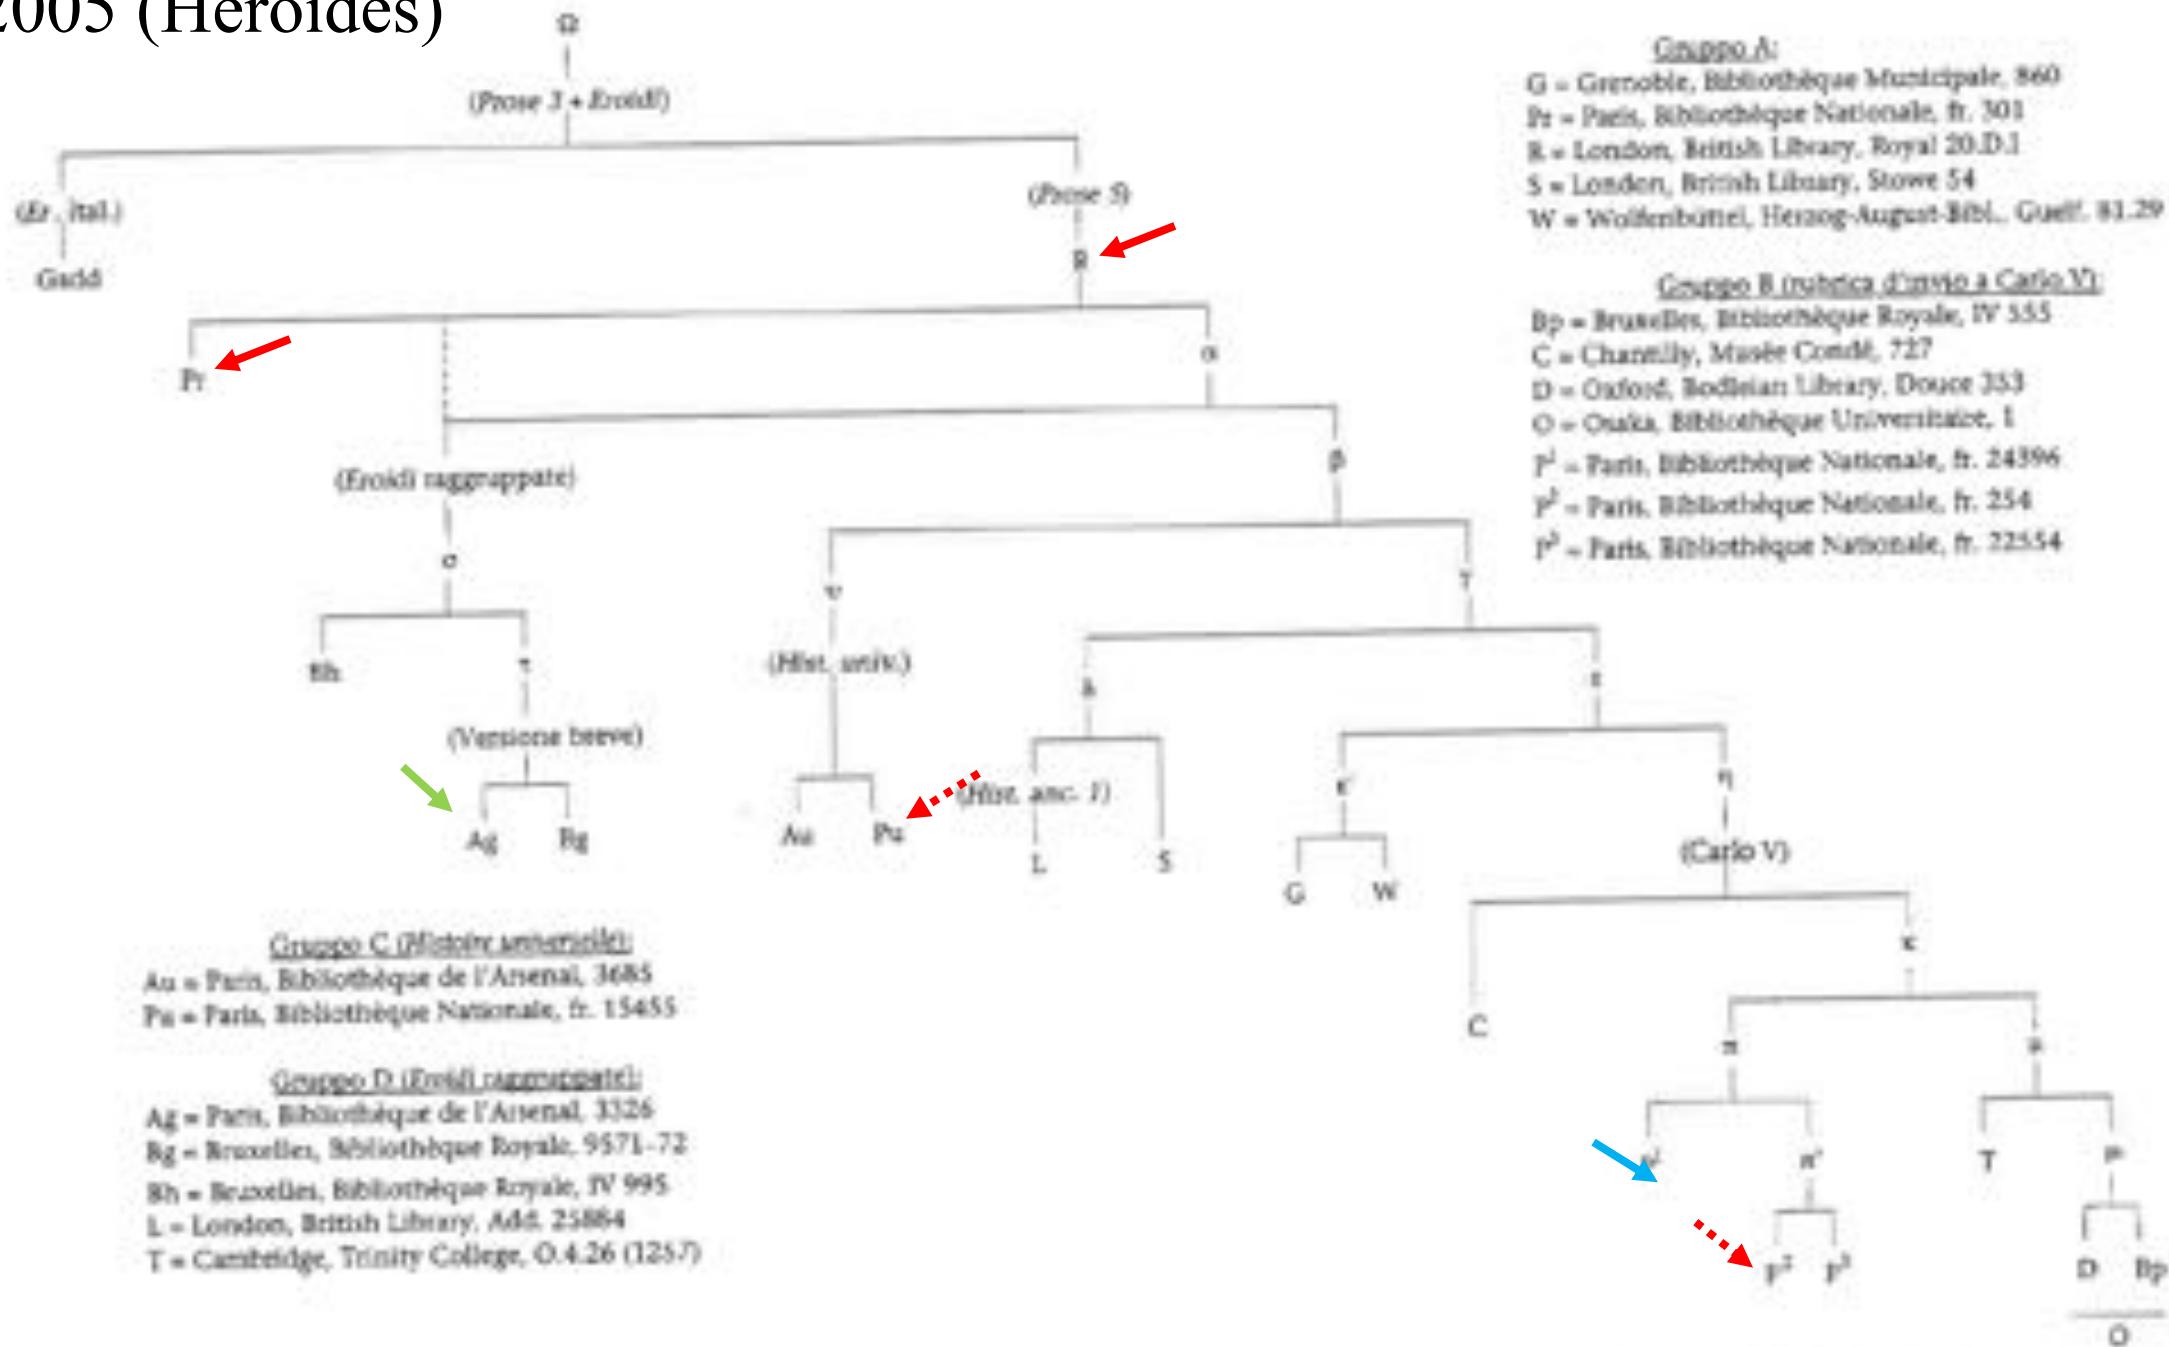 2005 (Heroides)
Ω
(Prose 3 + Eroidi)
(Er. ital.)
(Prose 5)
Gadd
R
Pr
α
(Eroidi raggruppate)
β
σ
υ
γ
Bh
τ
(Hist. univ.)
λ
ε
(Versione breve)
(Hist. anc. 1)
ε'
η
Ag
Bg
Au
Pu
L
S
G
W
(Carlo V)
κ
C
π
π'
T
P² P³
D Bp
O
Gruppo A:
G = Grenoble, Bibliothèque Municipale, 860
Pr = Paris, Bibliothèque Nationale, fr. 301
R = London, British Library, Royal 20.D.1
S = London, British Library, Stowe 54
W = Wolfenbüttel, Herzog-August-Bibl., Guelf. 81.29
Gruppo B (rubrica d'invio a Carlo V):
Bp = Bruxelles, Bibliothèque Royale, IV 555
C = Chantilly, Musée Condé, 727
D = Oxford, Bodleian Library, Douce 353
O = Osaka, Bibliothèque Universitaire, 1
P¹ = Paris, Bibliothèque Nationale, fr. 24396
P² = Paris, Bibliothèque Nationale, fr. 254
P³ = Paris, Bibliothèque Nationale, fr. 22554
Gruppo C (Histoire universelle):
Au = Paris, Bibliothèque de l'Arsenal, 3685
Pu = Paris, Bibliothèque Nationale, fr. 15455
Gruppo D (Eroidi raggruppate):
Ag = Paris, Bibliothèque de l'Arsenal, 3326
Bg = Bruxelles, Bibliothèque Royale, 9571-72
Bh = Bruxelles, Bibliothèque Royale, IV 995
L = London, British Library, Add. 25884
T = Cambridge, Trinity College, O.4.26 (1257)